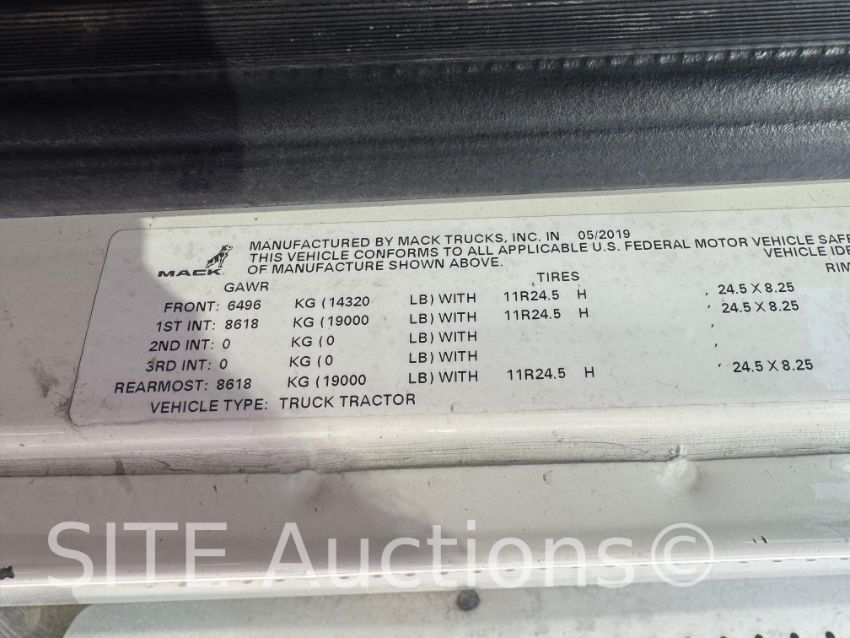 MANUFACTURED BY MACK TRUCKS, INC. IN 05/2019
THIS VEHICLE CONFORMS TO ALL APPLICABLE U.S. FEDERAL MOTOR VEHICLE SAFE
OF MANUFACTURE SHOWN ABOVE. VEHICLE IDE
MACK
GAWR TIRES RIM
FRONT: 6496 KG (14320 LB) WITH 11R24.5 H , 24.5 X 8.25
1ST INT: 8618 KG (19000 LB) WITH 11R24.5 H , 24.5 X 8.25
2ND INT: 0 KG (0 LB) WITH ,
3RD INT: 0 KG (0 LB) WITH ,
REARMOST: 8618 KG (19000 LB) WITH 11R24.5 H , 24.5 X 8.25
VEHICLE TYPE: TRUCK TRACTOR
SITE Auctions©